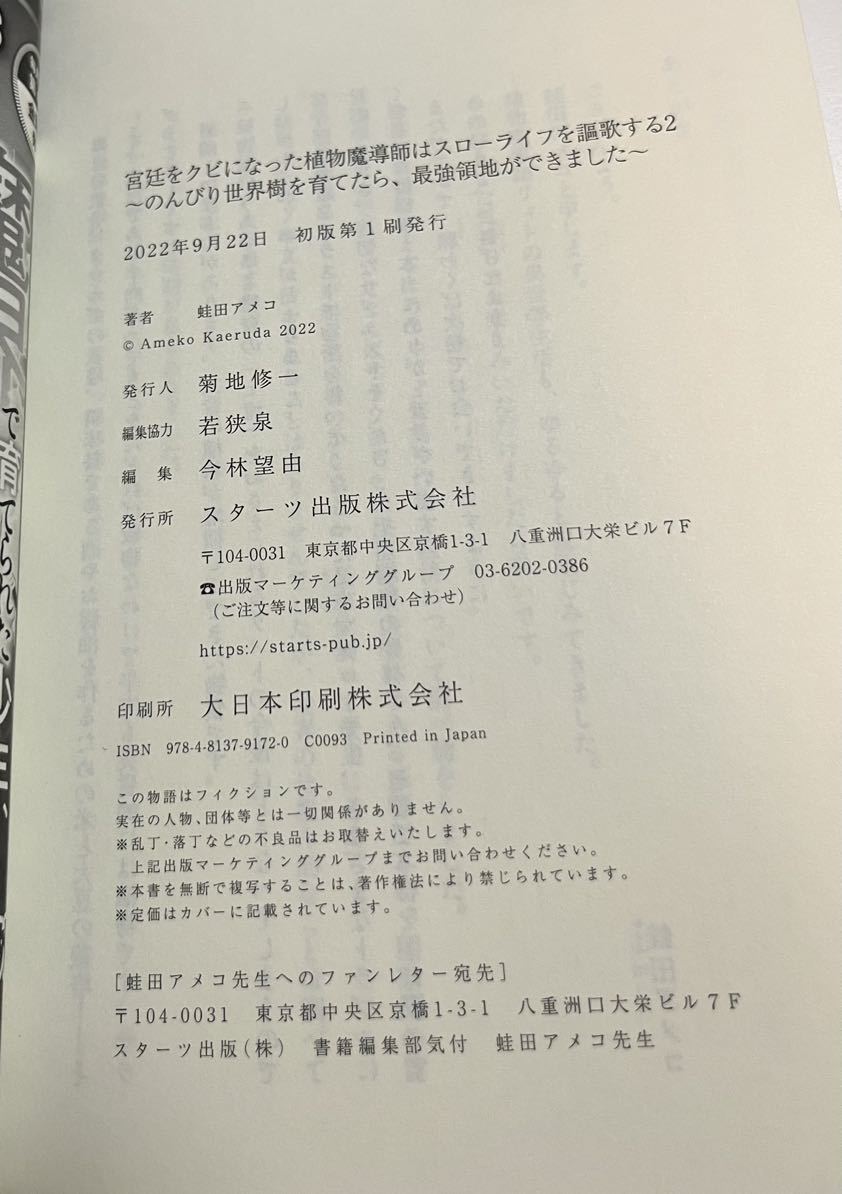 宮廷をクビになった植物魔導師はスローライフを謳歌する2
～のんびり世界樹を育てたら、最強領地ができました～
2022年9月22日 初版第1刷発行
著者 蛙田アメコ
© Ameko Kaeruda 2022
発行人 菊地修一
編集協力 若狭泉
編集 今林望由
発行所 スターツ出版株式会社
〒104-0031 東京都中央区京橋1-3-1 八重洲口大栄ビル7F
☎出版マーケティンググループ 03-6202-0386
(ご注文等に関するお問い合わせ)
https://starts-pub.jp/
印刷所 大日本印刷株式会社
ISBN 978-4-8137-9172-0 C0093 Printed in Japan
この物語はフィクションです。
実在の人物、団体等とは一切関係がありません。
※乱丁・落丁などの不良品はお取替えいたします。
上記出版マーケティンググループまでお問い合わせください。
※本書を無断で複写することは、著作権法により禁じられています。
※定価はカバーに記載されています。
[蛙田アメコ先生へのファンレター宛先]
〒104-0031 東京都中央区京橋1-3-1 八重洲口大栄ビル7F
スターツ出版(株) 書籍編集部気付 蛙田アメコ先生